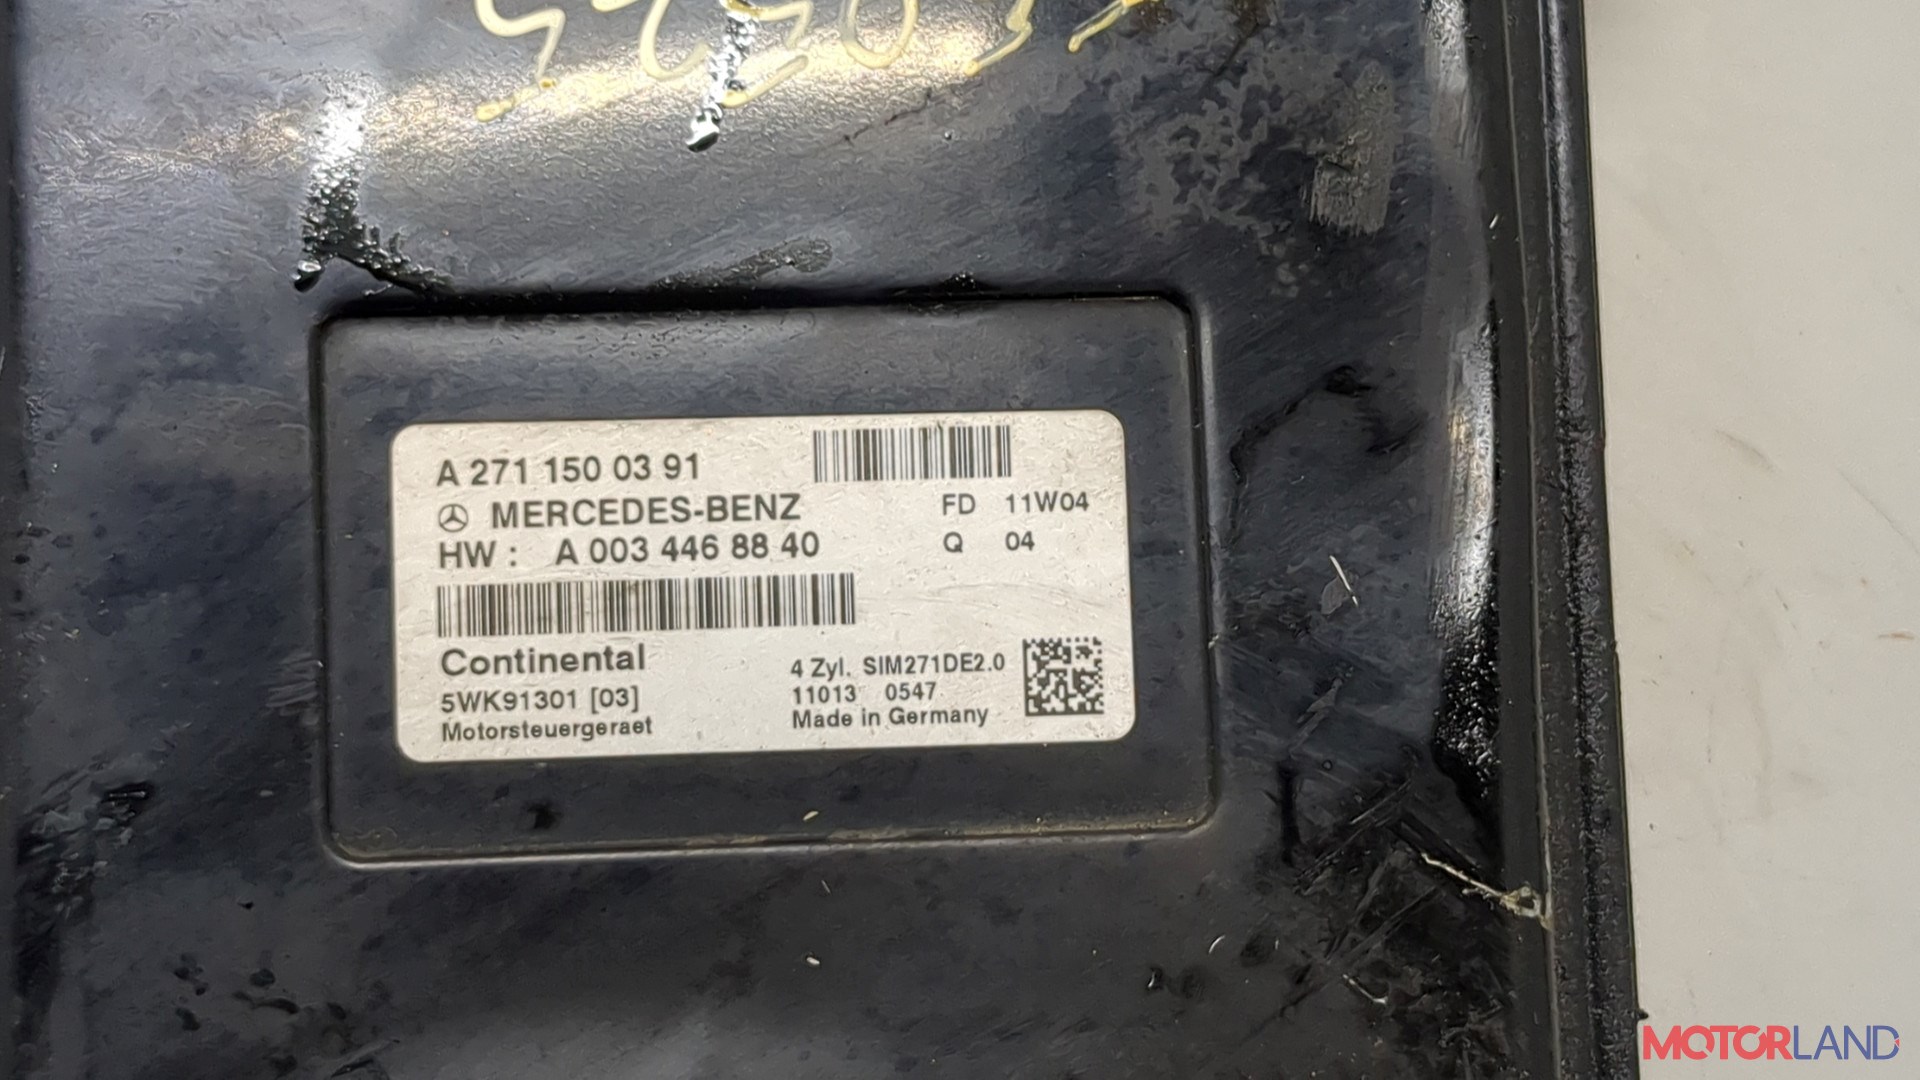 A 271 150 03 91
MERCEDES-BENZ
FD 11W04
HW : A 003 446 88 40
Q 04
Continental
5WK91301 [03]
Motorsteuergeraet
4 Zyl. SIM271DE2.0
11013 0547
Made in Germany
MOTORLAND